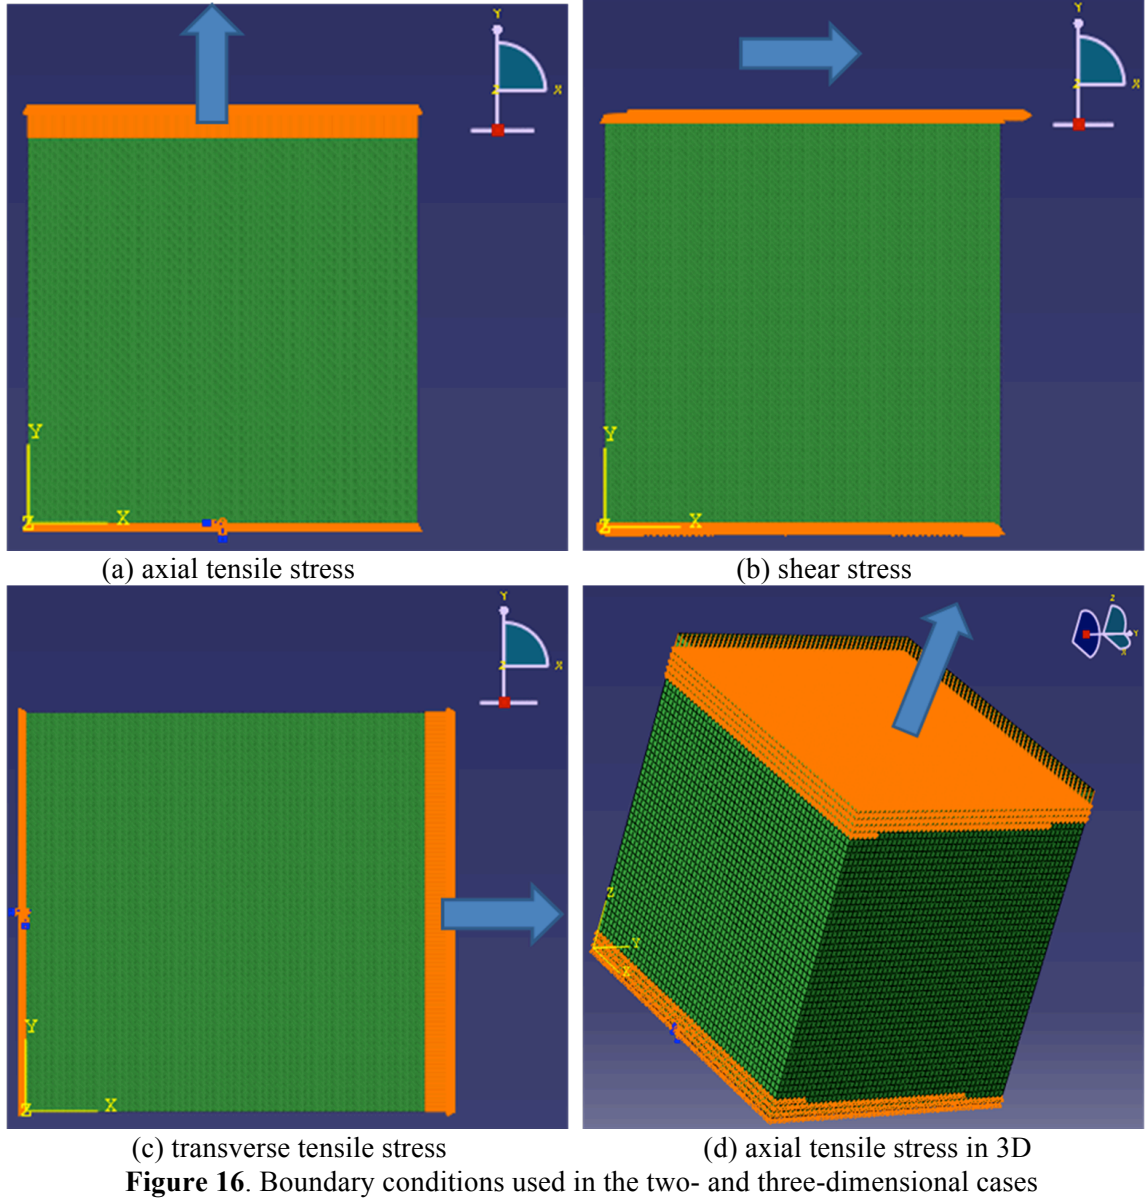 Y
X
Z
Y
X
Z
Y
Z
X
Y
Z
X
(a) axial tensile stress
(b) shear stress
Y
X
Z
Z
Y
X
Y
Z
X
Z
Y
X
(c) transverse tensile stress
(d) axial tensile stress in 3D
Figure 16. Boundary conditions used in the two- and three-dimensional cases